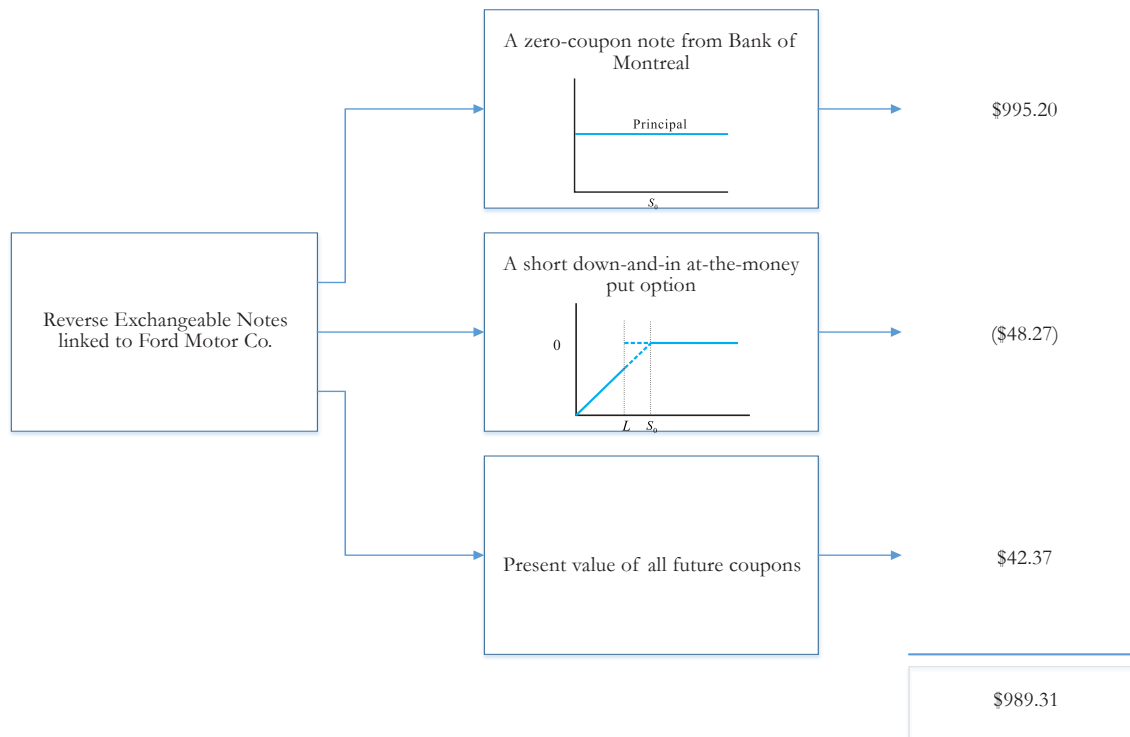 A zero-coupon note from Bank of
Montreal
Principal
S₀
$995.20
Reverse Exchangeable Notes
linked to Ford Motor Co.
A short down-and-in at-the-money
put option
0
L S₀
($48.27)
Present value of all future coupons
$42.37
$989.31